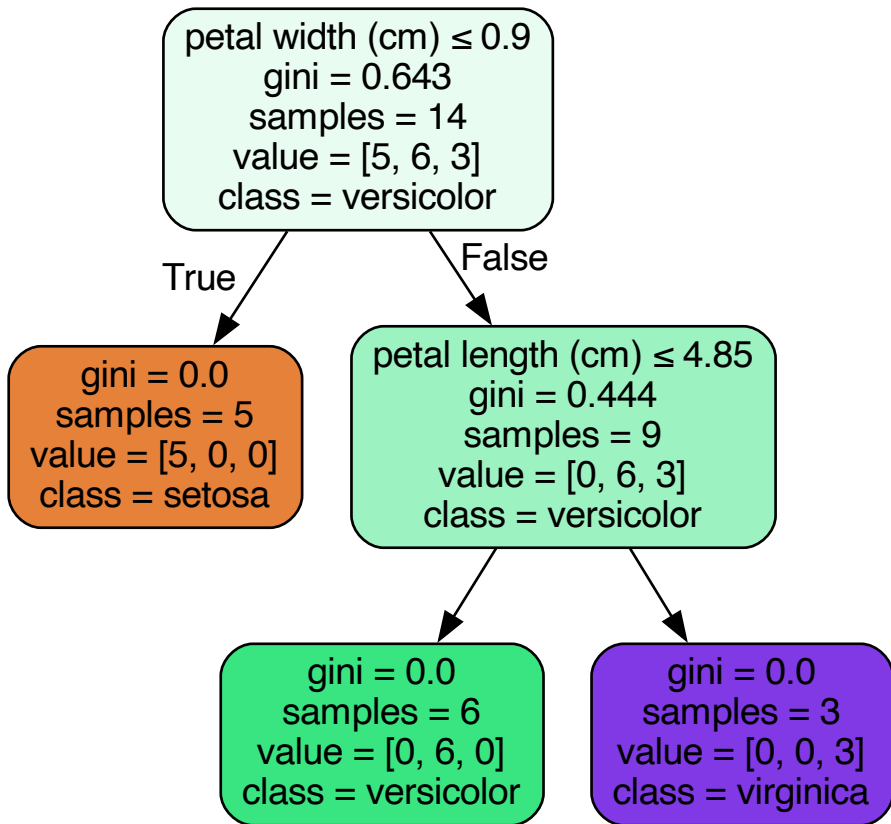 petal width (cm) ≤ 0.9
gini = 0.643
samples = 14
value = [5, 6, 3]
class = versicolor
True
False
gini = 0.0
samples = 5
value = [5, 0, 0]
class = setosa
petal length (cm) ≤ 4.85
gini = 0.444
samples = 9
value = [0, 6, 3]
class = versicolor
gini = 0.0
samples = 6
value = [0, 6, 0]
class = versicolor
gini = 0.0
samples = 3
value = [0, 0, 3]
class = virginica